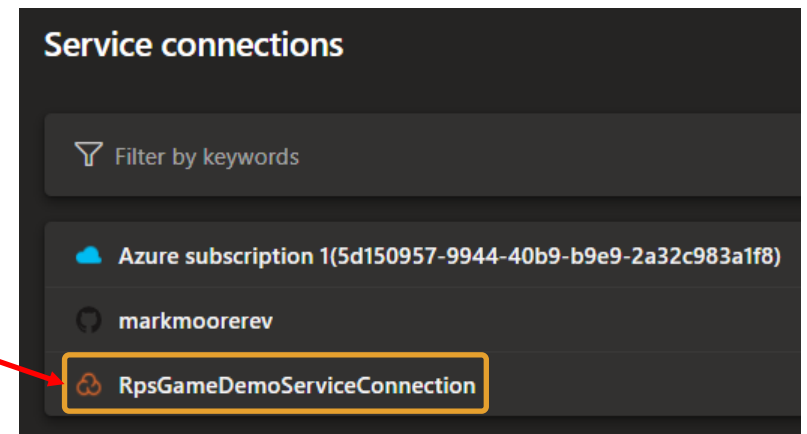 Service connections
Filter by keywords
Azure subscription 1(5d150957-9944-40b9-b9e9-2a32c983a1f8)
markmoorerev
RpsGameDemoServiceConnection